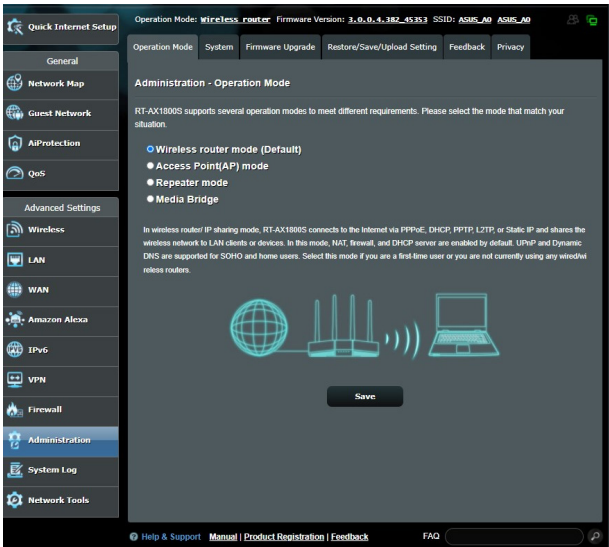 Quick Internet Setup
Operation Mode: Wireless router Firmware Version: 3.0.0.4.382_45353 SSID: ASUS_A0 ASUS_A0
Operation Mode System Firmware Upgrade Restore/Save/Upload Setting Feedback Privacy
General
Network Map
Guest Network
AiProtection
QoS
Advanced Settings
Wireless
LAN
WAN
Amazon Alexa
IPv6
VPN
Firewall
Administration
System Log
Network Tools
Administration - Operation Mode
RT-AX1800S supports several operation modes to meet different requirements. Please select the mode that match your
situation.
Wireless router mode (Default)
Access Point(AP) mode
Repeater mode
Media Bridge
In wireless router/ IP sharing mode, RT-AX1800S connects to the Internet via PPPoE, DHCP, PPTP, L2TP, or Static IP and shares the
wireless network to LAN clients or devices. In this mode, NAT, firewall, and DHCP server are enabled by default. UPnP and Dynamic
DNS are supported for SOHO and home users. Select this mode if you are a first-time user or you are not currently using any wired/wi
reless routers.
Save
Help & Support Manual | Product Registration | Feedback FAQ